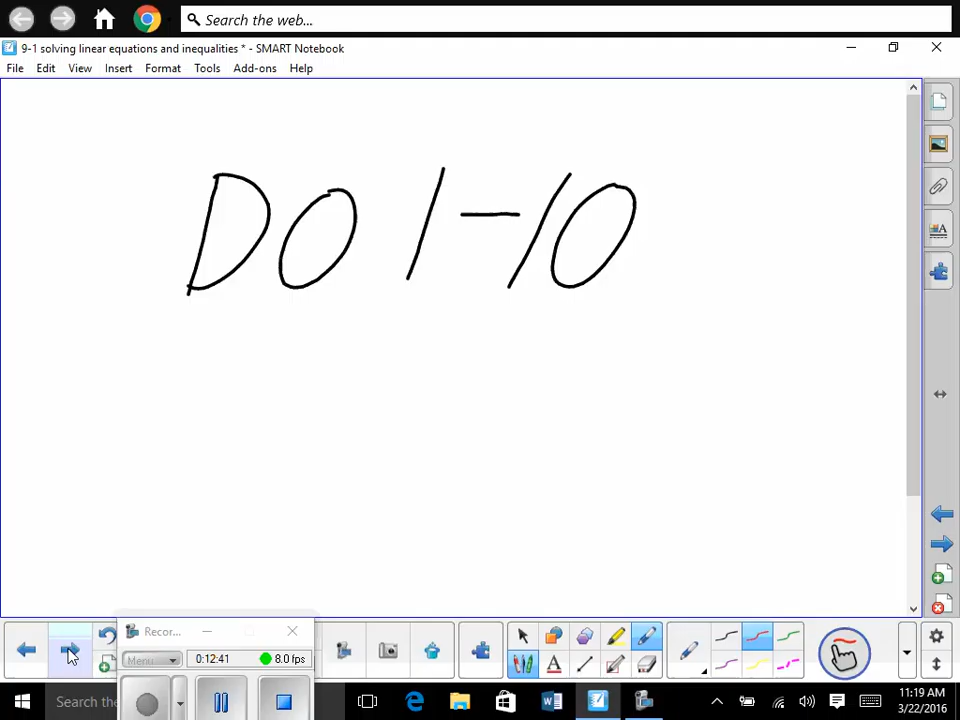 Search the web...
9-1 solving linear equations and inequalities * - SMART Notebook
File Edit View Insert Format Tools Add-ons Help
DO 1-10
Recor...
Menu 0:12:41 8.0 fps
Search the
11:19 AM
3/22/2016